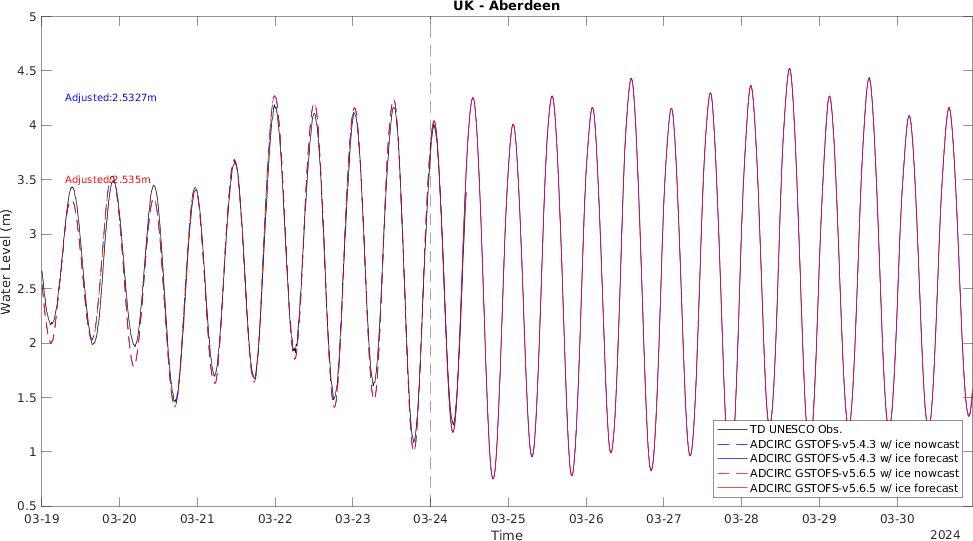 UK - Aberdeen
5
4.5
4
3.5
3
2.5
2
1.5
1
0.5
Water Level (m)
Adjusted:2.5327m
Adjusted:2.535m
TD UNESCO Obs.
ADCIRC GSTOFS-v5.4.3 w/ ice nowcast
ADCIRC GSTOFS-v5.4.3 w/ ice forecast
ADCIRC GSTOFS-v5.6.5 w/ ice nowcast
ADCIRC GSTOFS-v5.6.5 w/ ice forecast
03-19 03-20 03-21 03-22 03-23 03-24 03-25 03-26 03-27 03-28 03-29 03-30
Time
2024